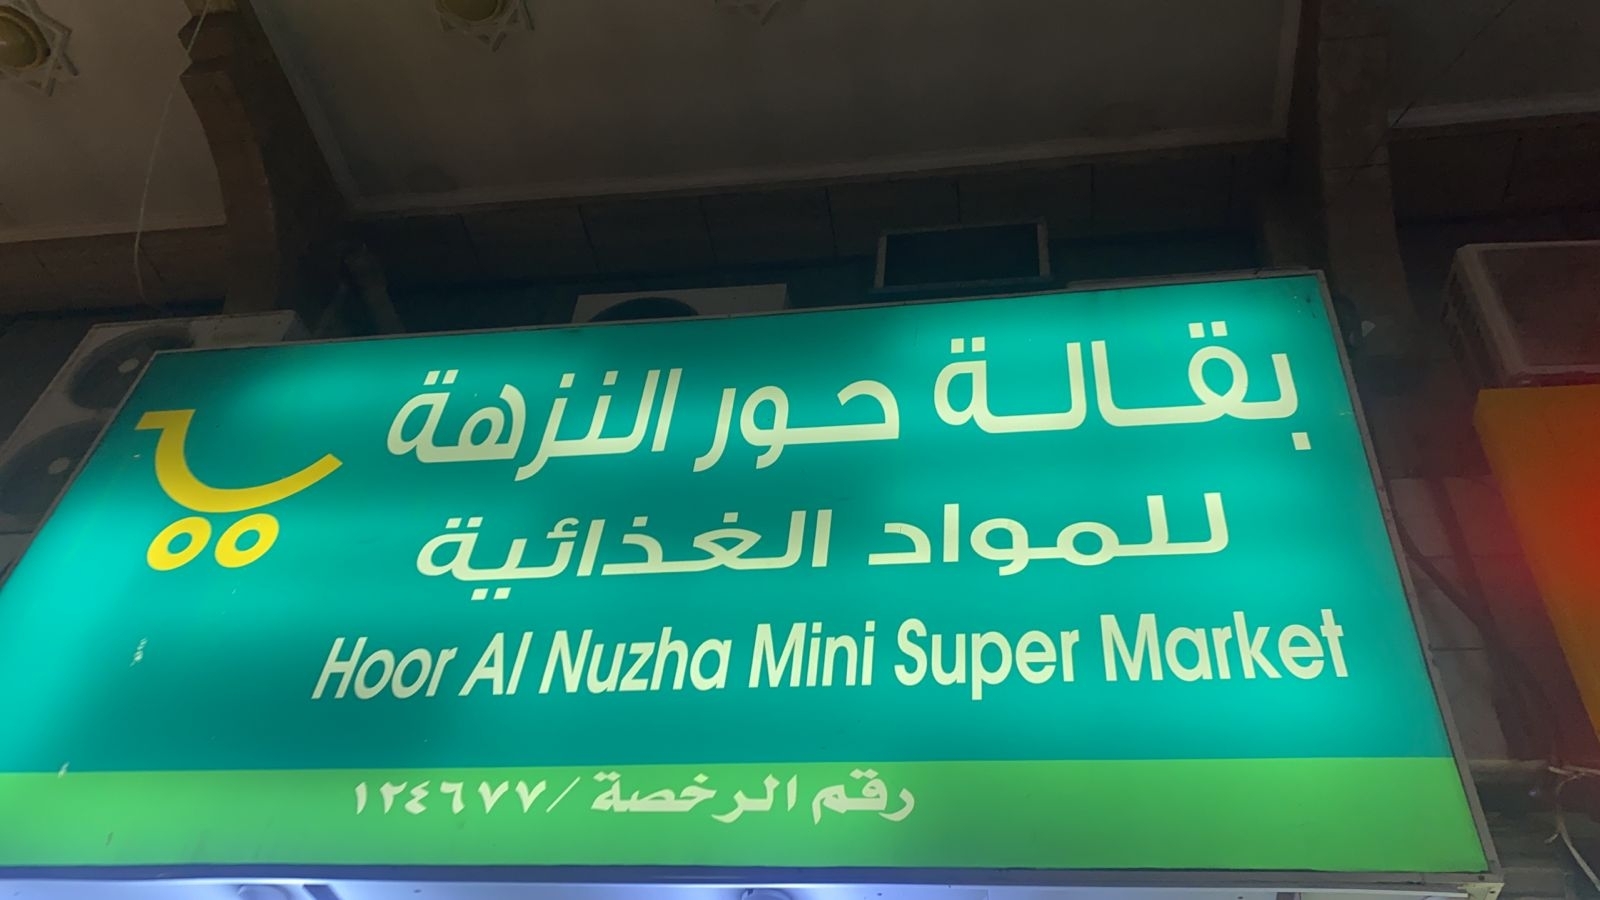 بقالة حور النزهة
للمواد الغذائية
Hoor Al Nuzha Mini Super Market
رقم الرخصة /١٢٤٦٧٧